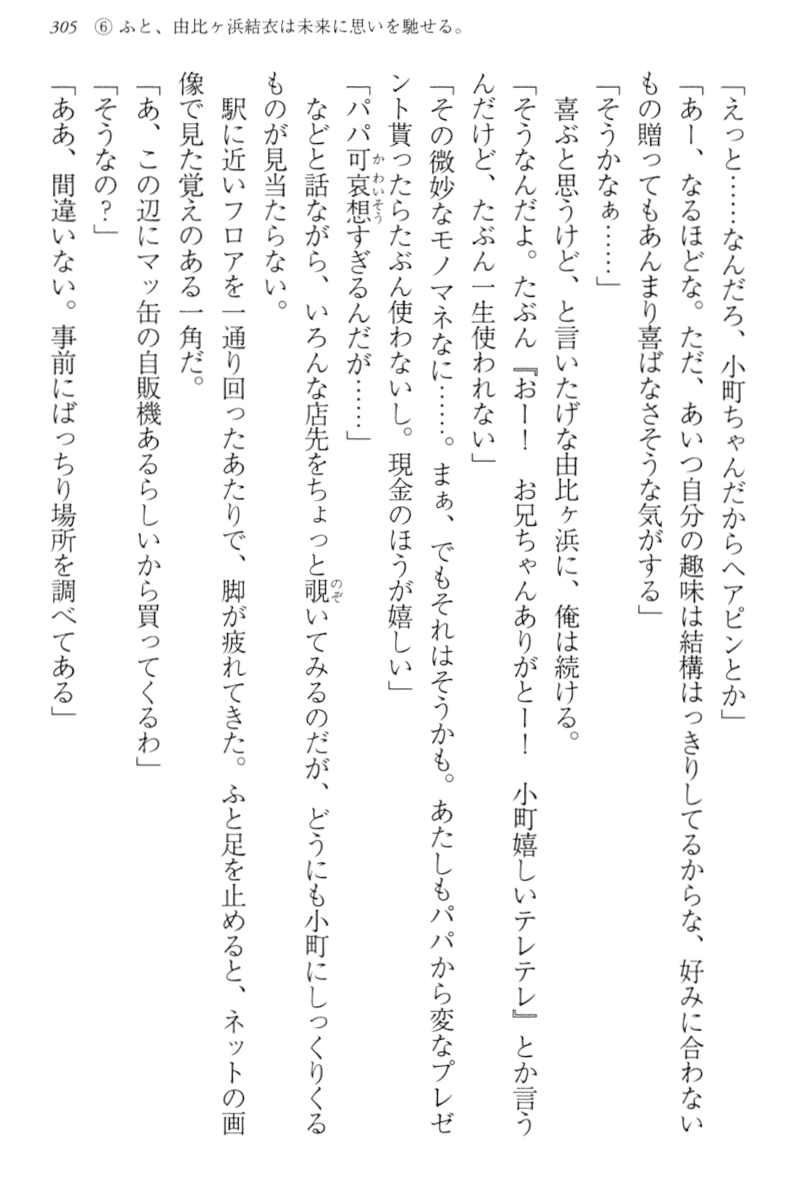 305 ⑥ ふと、由比ヶ浜結衣は未来に思いを馳せる。
「えっと……なんだろ、小町ちゃんだからヘアピンとか」
「あー、なるほどな。ただ、あいつ自分の趣味は結構はっきりしてるからな、好みに合わない
もの贈ってもあんまり喜ばなさそうな気がする」
「そうかなぁ……」
　喜ぶと思うけど、と言いたげな由比ヶ浜に、俺は続ける。
「そうなんだよ。たぶん『おー！　お兄ちゃんありがとー！　小町嬉しいテレテレ』とか言う
んだけど、たぶん一生使われない」
「その微妙なモノマネなに……。まぁ、でもそれはそうかも。あたしもパパから変なプレゼ
ント貰ったらたぶん使わないし。現金のほうが嬉しい」
「パパ可哀想すぎるんだが……」
　などと話ながら、いろんな店先をちょっと覗いてみるのだが、どうにも小町にしっくりくる
ものが見当たらない。
　駅に近いフロアを一通り回ったあたりで、脚が疲れてきた。ふと足を止めると、ネットの画
像で見た覚えのある一角だ。
「あ、この辺にマッ缶の自販機あるらしいから買ってくるわ」
「そうなの？」
「ああ、間違いない。事前にばっちり場所を調べてある」